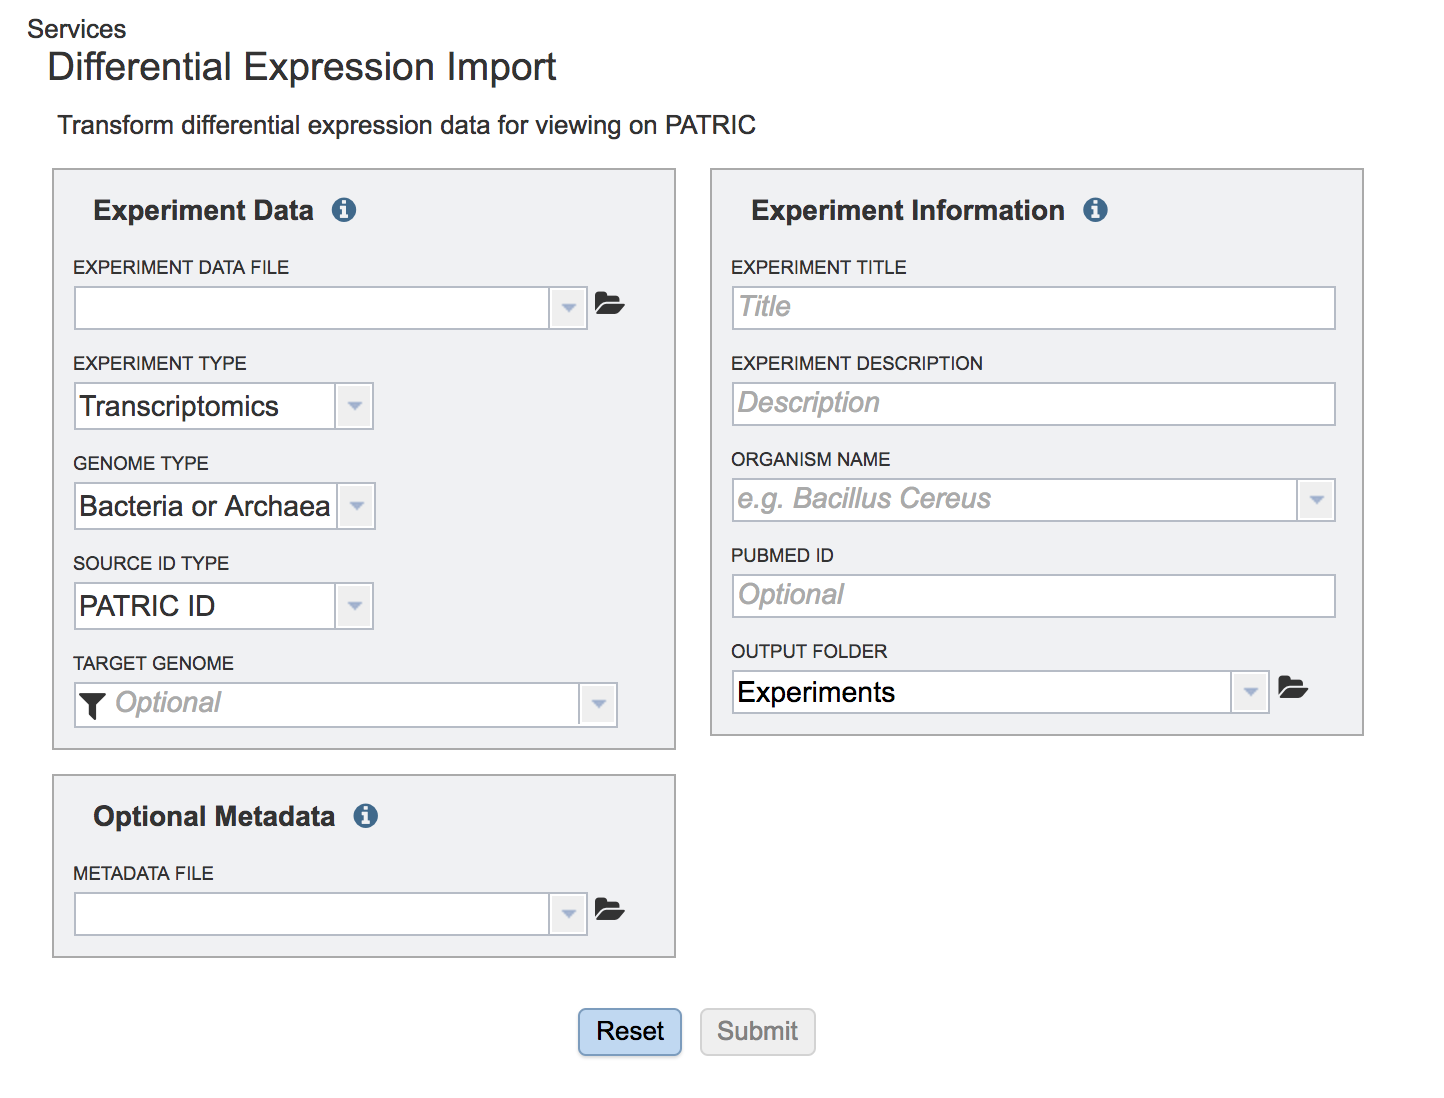 Services
Differential Expression Import
Transform differential expression data for viewing on PATRIC
Experiment Data
EXPERIMENT DATA FILE
EXPERIMENT TYPE
Transcriptomics
GENOME TYPE
Bacteria or Archaea
SOURCE ID TYPE
PATRIC ID
TARGET GENOME
Optional
Experiment Information
EXPERIMENT TITLE
Title
EXPERIMENT DESCRIPTION
Description
ORGANISM NAME
e.g. Bacillus Cereus
PUBMED ID
Optional
OUTPUT FOLDER
Experiments
Optional Metadata
METADATA FILE
Reset
Submit